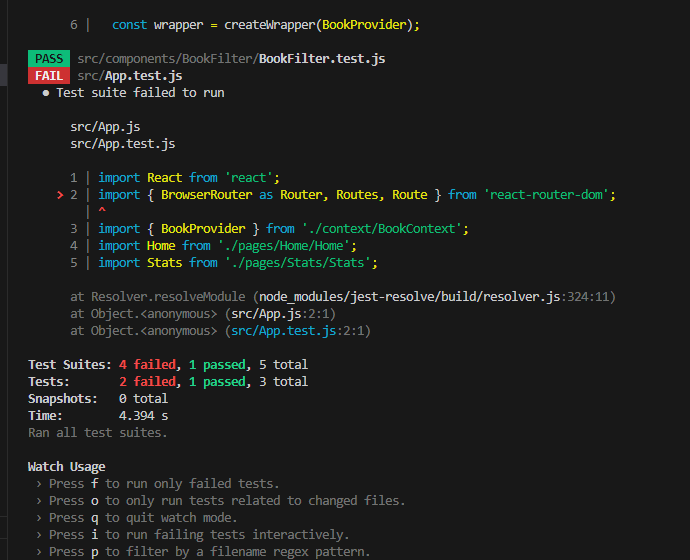 6 |   const wrapper = createWrapper(BookProvider);
PASS src/components/BookFilter/BookFilter.test.js
FAIL src/App.test.js
● Test suite failed to run
src/App.js
src/App.test.js
1 | import React from 'react';
> 2 | import { BrowserRouter as Router, Routes, Route } from 'react-router-dom';
| ^
3 | import { BookProvider } from './context/BookContext';
4 | import Home from './pages/Home/Home';
5 | import Stats from './pages/Stats/Stats';
at Resolver.resolveModule (node_modules/jest-resolve/build/resolver.js:324:11)
at Object.<anonymous> (src/App.js:2:1)
at Object.<anonymous> (src/App.test.js:2:1)
Test Suites: 4 failed, 1 passed, 5 total
Tests:       2 failed, 1 passed, 3 total
Snapshots:   0 total
Time:        4.394 s
Ran all test suites.
Watch Usage
› Press f to run only failed tests.
› Press o to only run tests related to changed files.
› Press q to quit watch mode.
› Press i to run failing tests interactively.
› Press p to filter by a filename regex pattern.